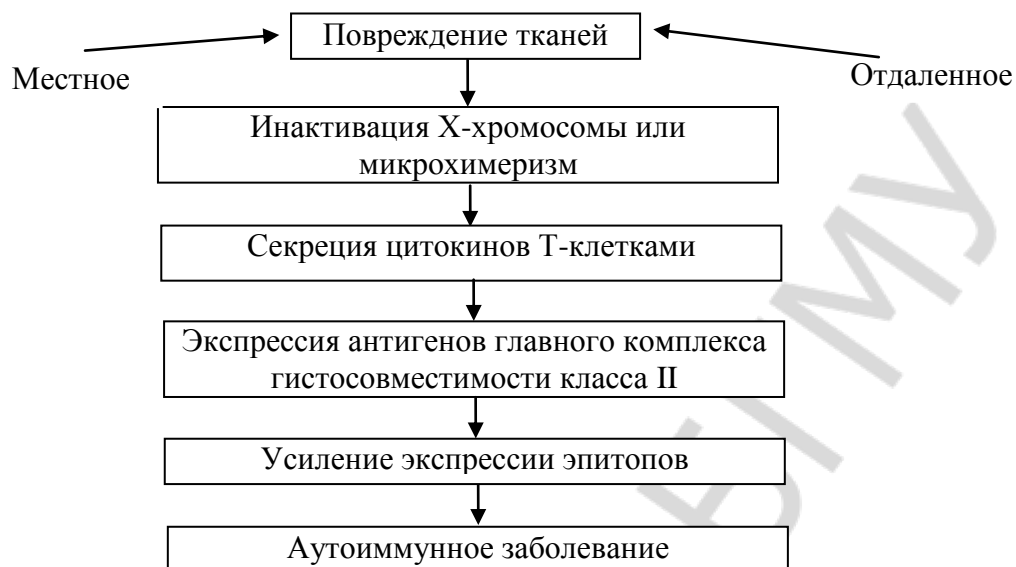 Повреждение тканей
Местное
Отдаленное
Инактивация Х-хромосомы или
микрохимеризм
Секреция цитокинов Т-клетками
Экспрессия антигенов главного комплекса
гистосовместимости класса II
Усиление экспрессии эпитопов
Аутоиммунное заболевание
БГМУ